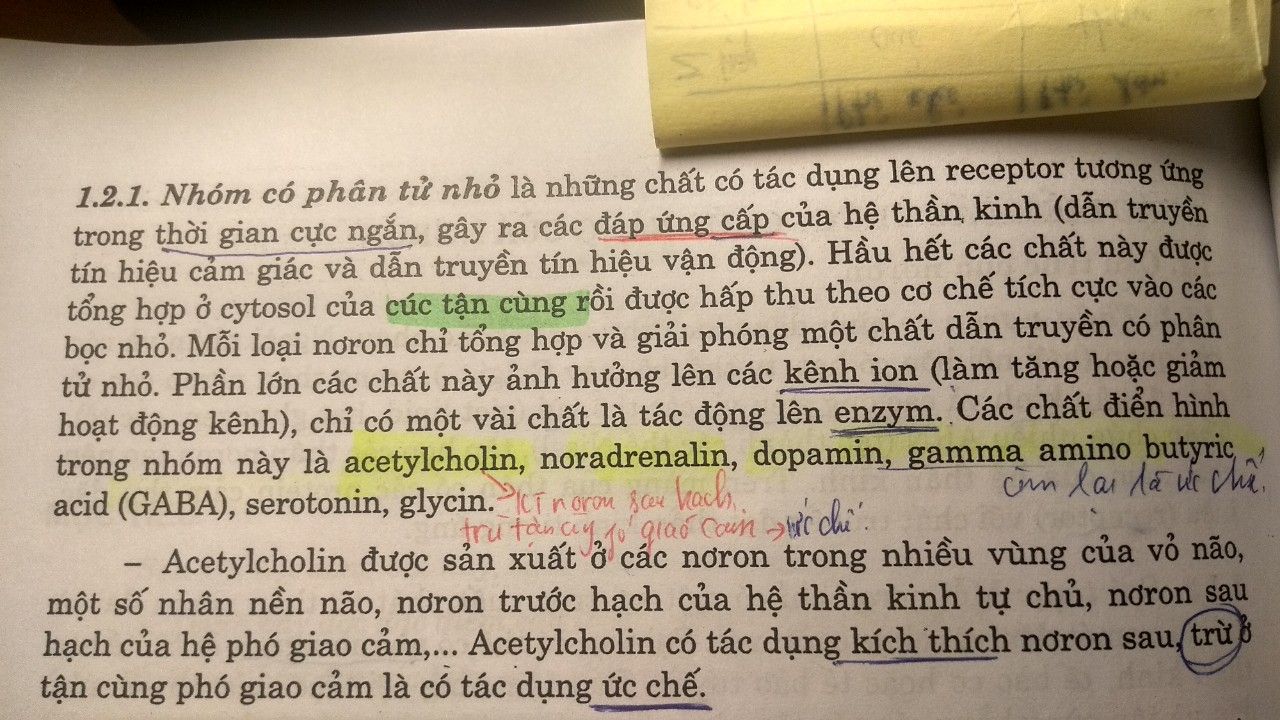 1.2.1. Nhóm có phân tử nhỏ là những chất có tác dụng lên receptor tương ứng
trong thời gian cực ngắn, gây ra các đáp ứng cấp của hệ thần kinh (dẫn truyền
tín hiệu cảm giác và dẫn truyền tín hiệu vận động). Hầu hết các chất này được
tổng hợp ở cytosol của cúc tận cùng rồi được hấp thu theo cơ chế tích cực vào các
bọc nhỏ. Mỗi loại nơron chỉ tổng hợp và giải phóng một chất dẫn truyền có phân
tử nhỏ. Phần lớn các chất này ảnh hưởng lên các kênh ion (làm tăng hoặc giảm
hoạt động kênh), chỉ có một vài chất là tác động lên enzym. Các chất điển hình
trong nhóm này là acetylcholin, noradrenalin, dopamin, gamma amino butyric
acid (GABA), serotonin, glycin.
còn lại là ức chế.
KT nơron sau hạch.
trừ tận cùng giao cảm → ức chế.
– Acetylcholin được sản xuất ở các nơron trong nhiều vùng của vỏ não,
một số nhân nền não, nơron trước hạch của hệ thần kinh tự chủ, nơron sau
hạch của hệ phó giao cảm,... Acetylcholin có tác dụng kích thích nơron sau, trừ ở
tận cùng phó giao cảm là có tác dụng ức chế.